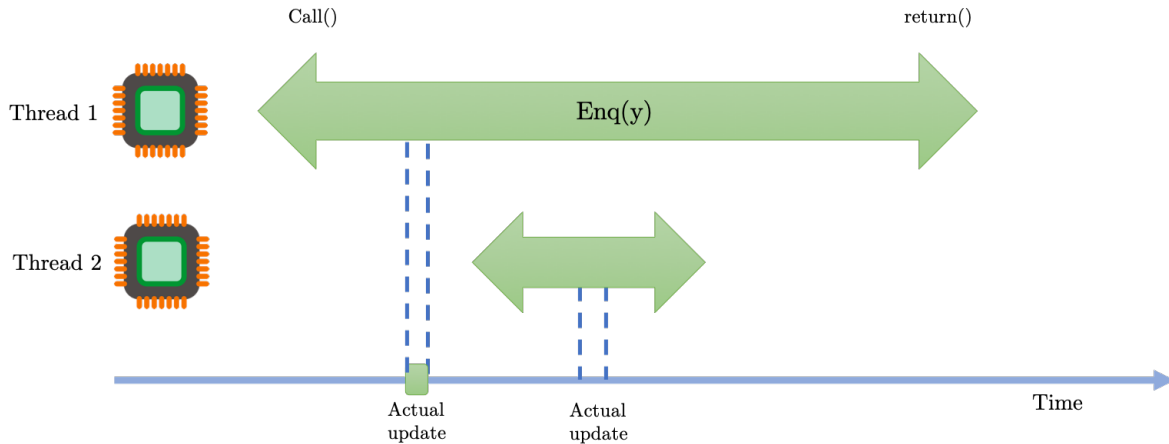 Call()
return()
Thread 1
Enq(y)
Thread 2
Time
Actual
update
Actual
update